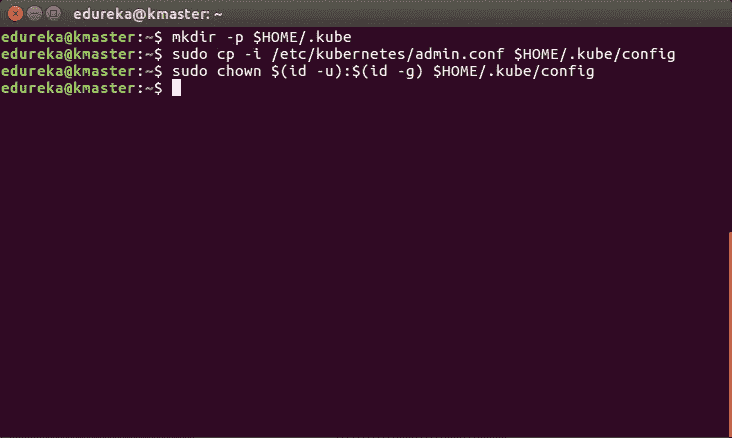 edureka@kmaster: ~
edureka@kmaster:~$ mkdir -p $HOME/.kube
edureka@kmaster:~$ sudo cp -i /etc/kubernetes/admin.conf $HOME/.kube/config
edureka@kmaster:~$ sudo chown $(id -u):$(id -g) $HOME/.kube/config
edureka@kmaster:~$